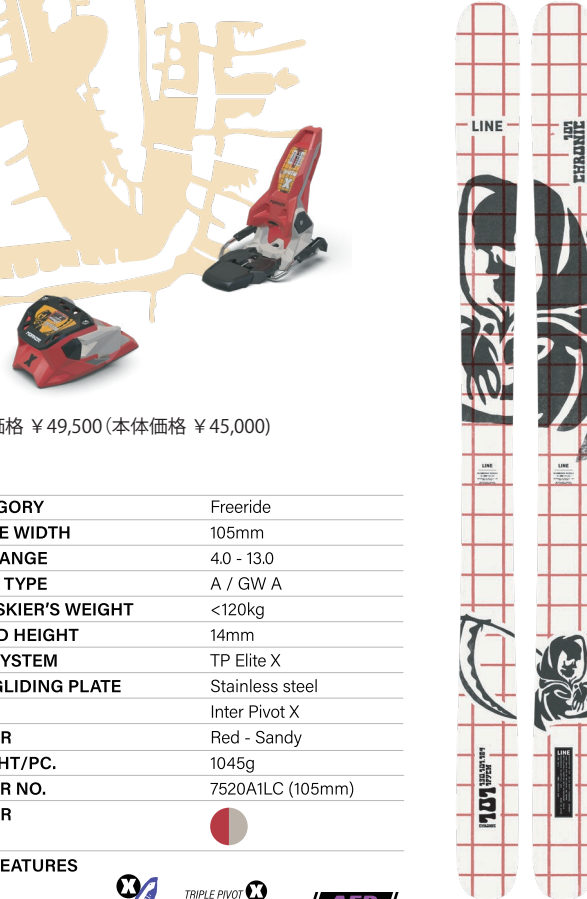 LINE
101
CHRONIC
価格 ¥49,500(本体価格 ¥45,000)
LINE
LINE
GORY Freeride
E WIDTH 105mm
ANGE 4.0 - 13.0
TYPE A / GW A
SKIER'S WEIGHT <120kg
D HEIGHT 14mm
YSTEM TP Elite X
GLIDING PLATE Stainless steel
Inter Pivot X
R Red - Sandy
HT/PC. 1045g
R NO. 7520A1LC (105mm)
R
EATURES
X
TRIPLE PIVOT X
LINE
101
CHRONIC